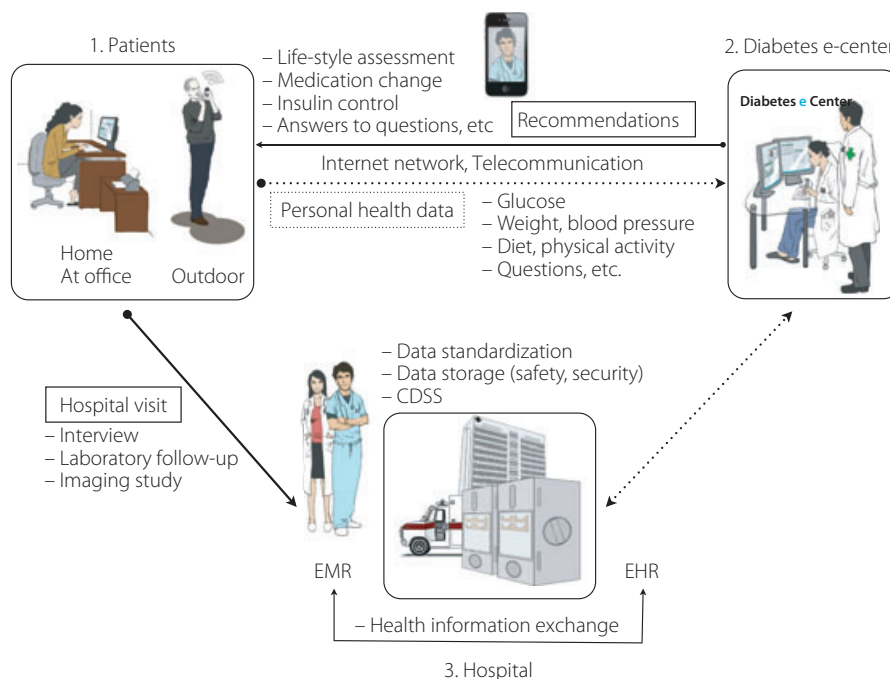 1. Patients
– Life-style assessment
– Medication change
– Insulin control
– Answers to questions, etc
Recommendations
2. Diabetes e-center
Diabetes e Center
Internet network, Telecommunication
Personal health data
– Glucose
– Weight, blood pressure
– Diet, physical activity
– Questions, etc.
Home
At office
Outdoor
Hospital visit
– Interview
– Laboratory follow-up
– Imaging study
– Data standardization
– Data storage (safety, security)
– CDSS
EMR
EHR
– Health information exchange
3. Hospital